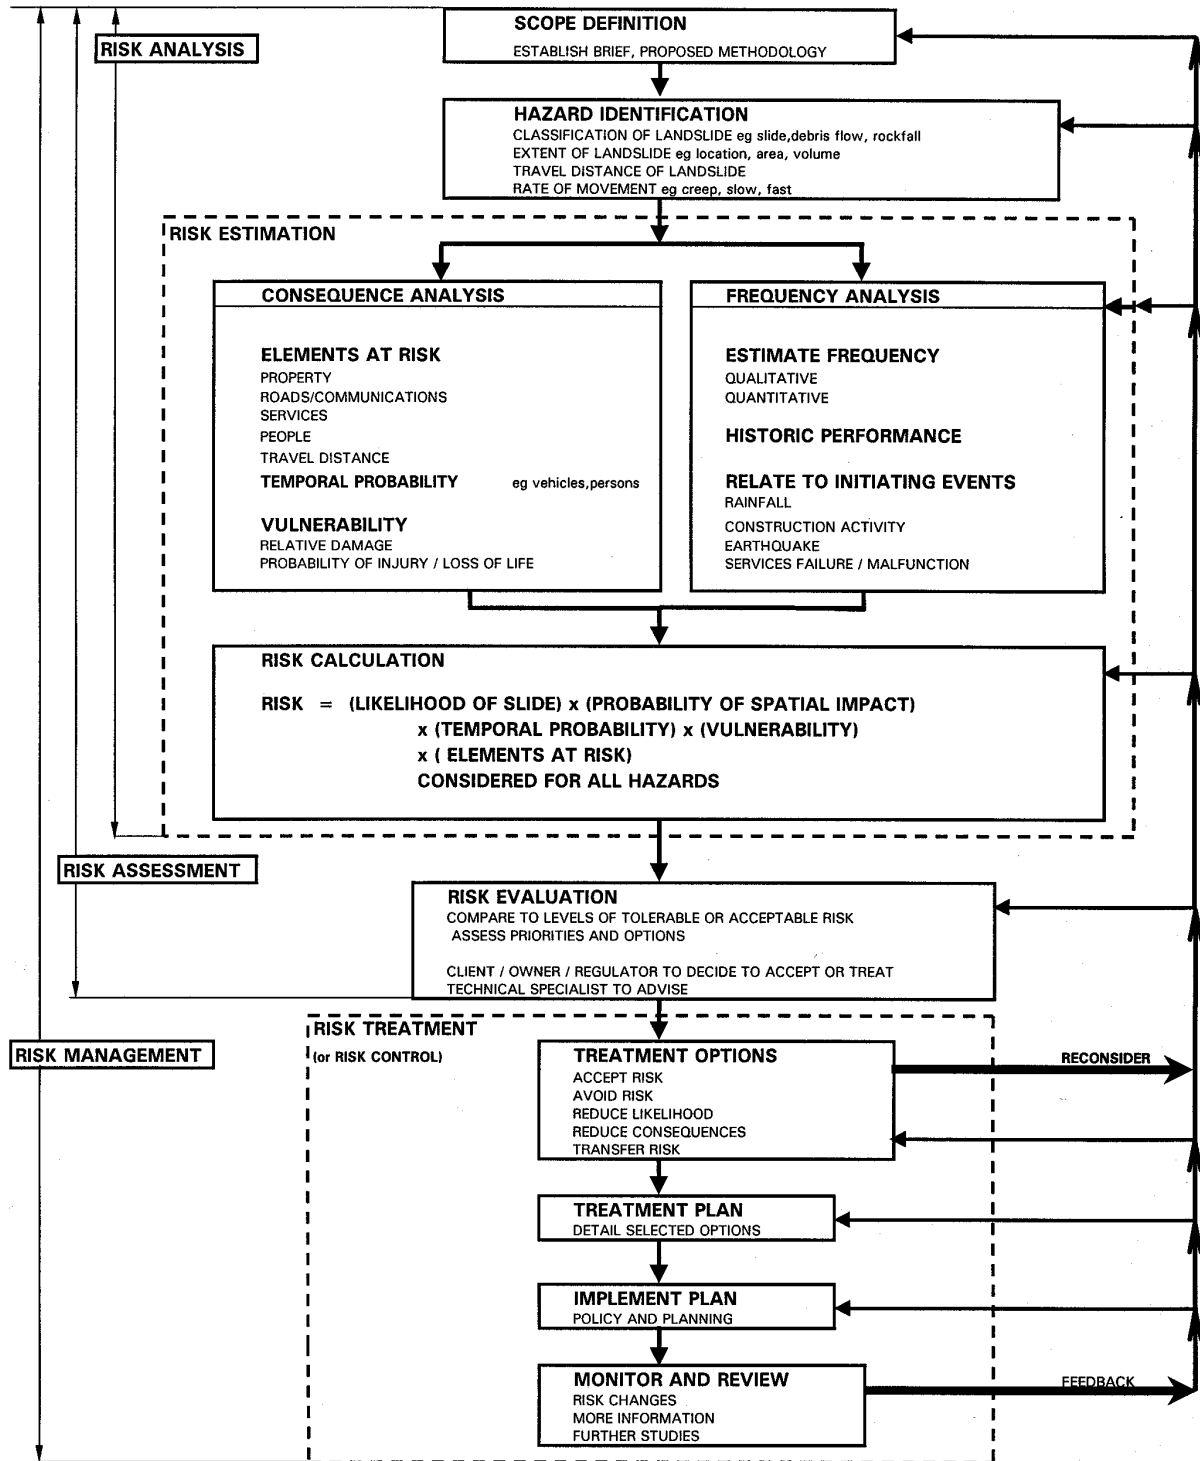 SCOPE DEFINITION
ESTABLISH BRIEF, PROPOSED METHODOLOGY
RISK ANALYSIS
HAZARD IDENTIFICATION
CLASSIFICATION OF LANDSLIDE eg slide,debris flow, rockfall
EXTENT OF LANDSLIDE eg location, area, volume
TRAVEL DISTANCE OF LANDSLIDE
RATE OF MOVEMENT eg creep, slow, fast
RISK ESTIMATION
CONSEQUENCE ANALYSIS
ELEMENTS AT RISK
PROPERTY
ROADS/COMMUNICATIONS
SERVICES
PEOPLE
TRAVEL DISTANCE
TEMPORAL PROBABILITY eg vehicles,persons
VULNERABILITY
RELATIVE DAMAGE
PROBABILITY OF INJURY / LOSS OF LIFE
FREQUENCY ANALYSIS
ESTIMATE FREQUENCY
QUALITATIVE
QUANTITATIVE
HISTORIC PERFORMANCE
RELATE TO INITIATING EVENTS
RAINFALL
CONSTRUCTION ACTIVITY
EARTHQUAKE
SERVICES FAILURE / MALFUNCTION
RISK CALCULATION
RISK = (LIKELIHOOD OF SLIDE) x (PROBABILITY OF SPATIAL IMPACT)
x (TEMPORAL PROBABILITY) x (VULNERABILITY)
x ( ELEMENTS AT RISK)
CONSIDERED FOR ALL HAZARDS
RISK ASSESSMENT
RISK EVALUATION
COMPARE TO LEVELS OF TOLERABLE OR ACCEPTABLE RISK
ASSESS PRIORITIES AND OPTIONS
CLIENT / OWNER / REGULATOR TO DECIDE TO ACCEPT OR TREAT
TECHNICAL SPECIALIST TO ADVISE
RISK MANAGEMENT
RISK TREATMENT
(or RISK CONTROL)
TREATMENT OPTIONS
ACCEPT RISK
AVOID RISK
REDUCE LIKELIHOOD
REDUCE CONSEQUENCES
TRANSFER RISK
RECONSIDER
TREATMENT PLAN
DETAIL SELECTED OPTIONS
IMPLEMENT PLAN
POLICY AND PLANNING
MONITOR AND REVIEW
RISK CHANGES
MORE INFORMATION
FURTHER STUDIES
FEEDBACK